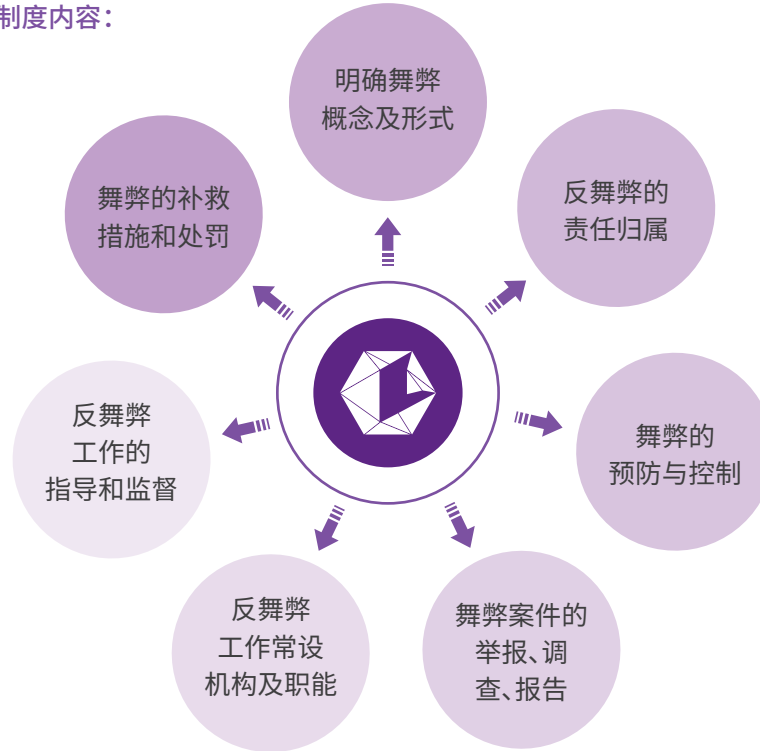 制度内容：
明确舞弊
概念及形式
反舞弊的
责任归属
舞弊的
预防与控制
舞弊案件的
举报、调
查、报告
反舞弊
工作常设
机构及职能
反舞弊
工作的
指导和监督
舞弊的补救
措施和处罚